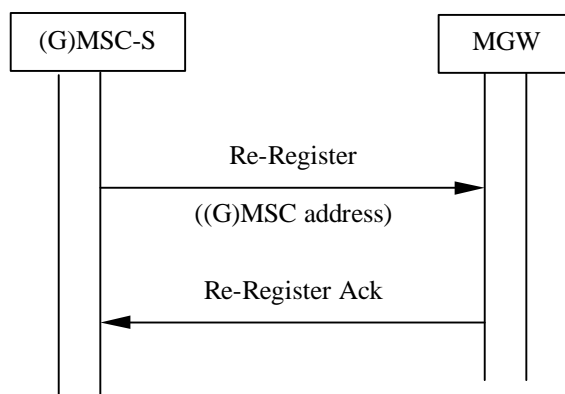 (G)MSC-S
MGW
Re-Register
((G)MSC address)
Re-Register Ack